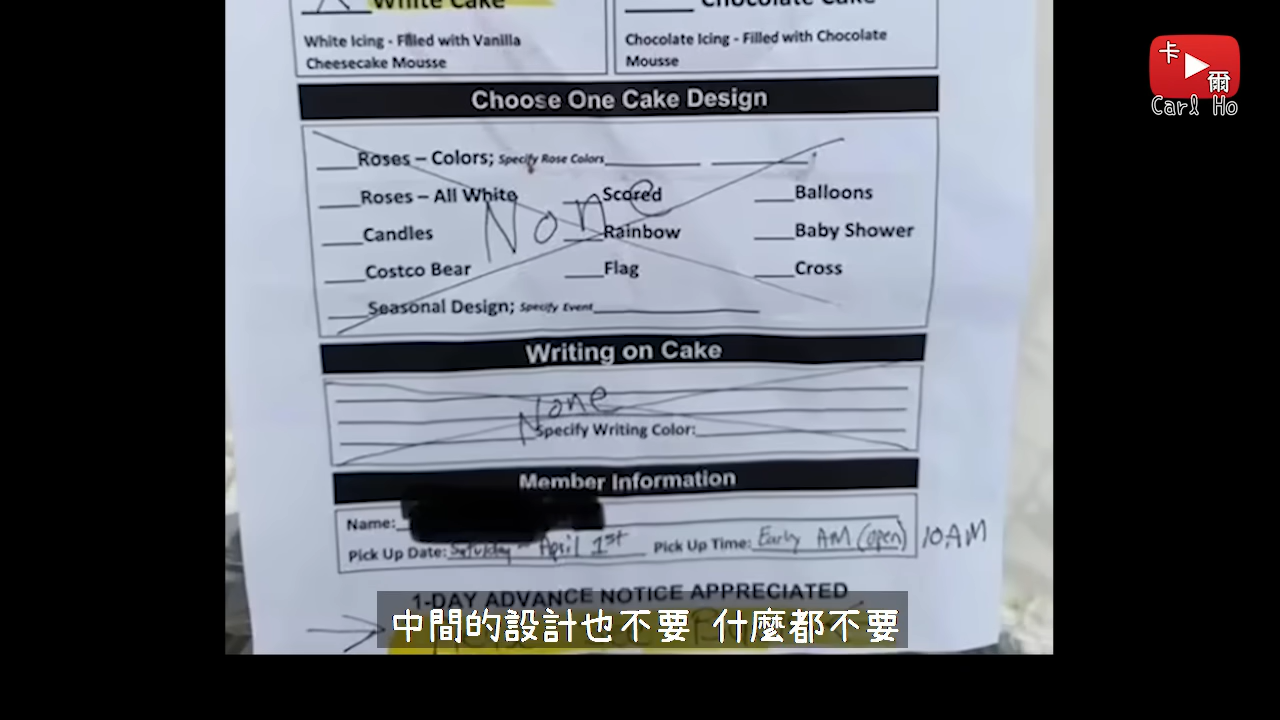 White Cake
Chocolate Cake
White Icing - Filled with Vanilla
Cheesecake Mousse
Chocolate Icing - Filled with Chocolate
Mousse
卡爾
Carl Ho
Choose One Cake Design
Roses – Colors; Specify Rose Colors
Roses – All White
Scored
Balloons
None
Candles
Rainbow
Baby Shower
Costco Bear
Flag
Cross
Seasonal Design; Specify Event
Writing on Cake
None
Specify Writing Color:
Member Information
Name:
Pick Up Date: Saturday - April 1st
Pick Up Time: Early AM (open) 10AM
1-DAY ADVANCE NOTICE APPRECIATED
中間的設計也不要 什麼都不要